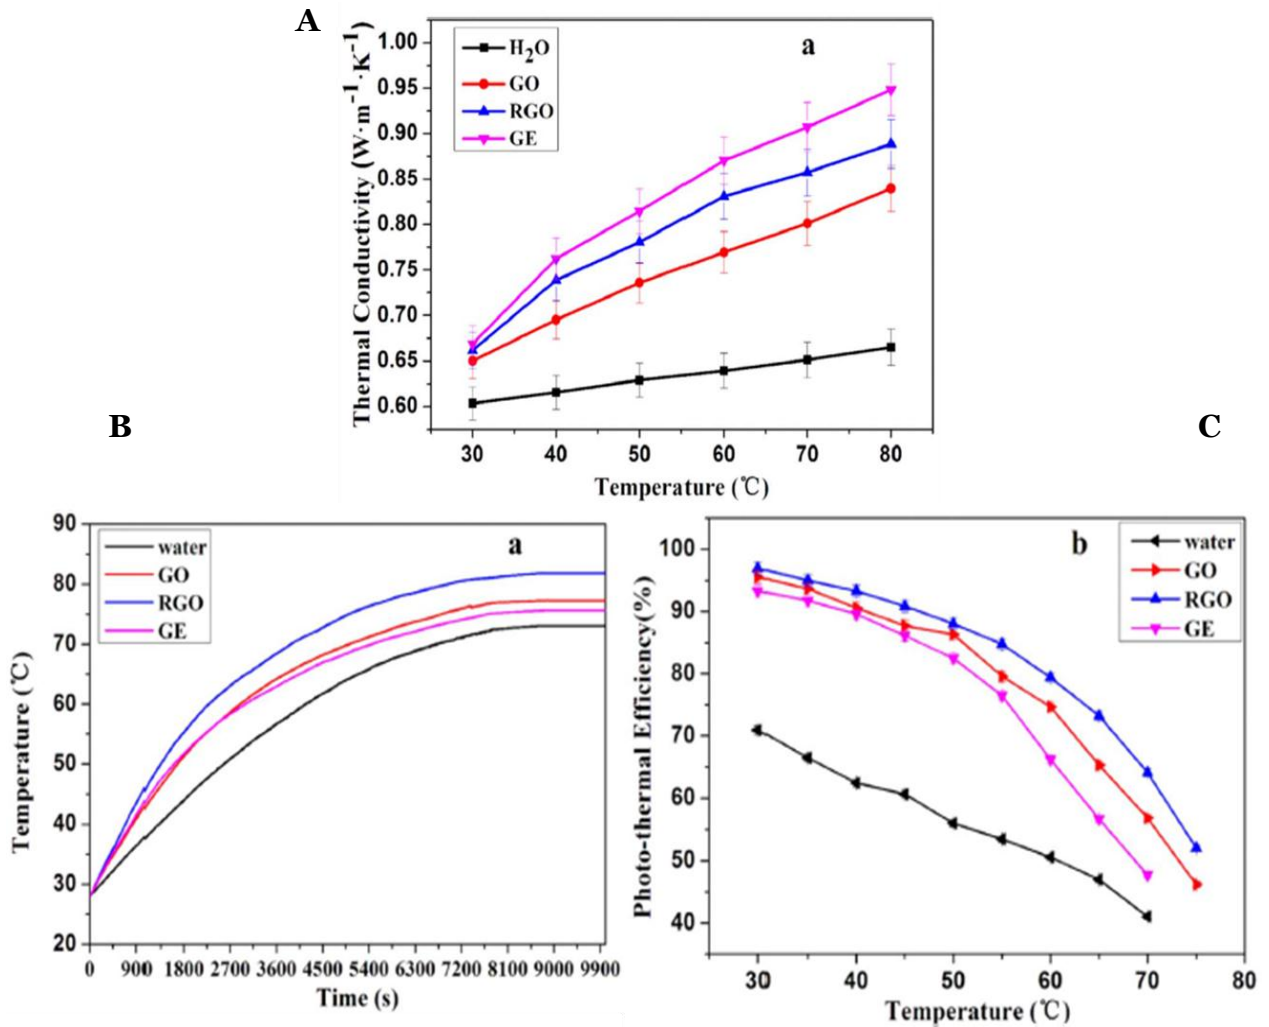 A
Thermal Conductivity (W·m⁻¹·K⁻¹)
1.00
0.95
0.90
0.85
0.80
0.75
0.70
0.65
0.60
H₂O
GO
RGO
GE
a
30 40 50 60 70 80
Temperature (℃)
B
C
Temperature (℃)
90
80
70
60
50
40
30
20
water
GO
RGO
GE
a
0 900 1800 2700 3600 4500 5400 6300 7200 8100 9000 9900
Time (s)
Photo-thermal Efficiency(%)
100
90
80
70
60
50
40
b
water
GO
RGO
GE
30 40 50 60 70 80
Temperature (℃)